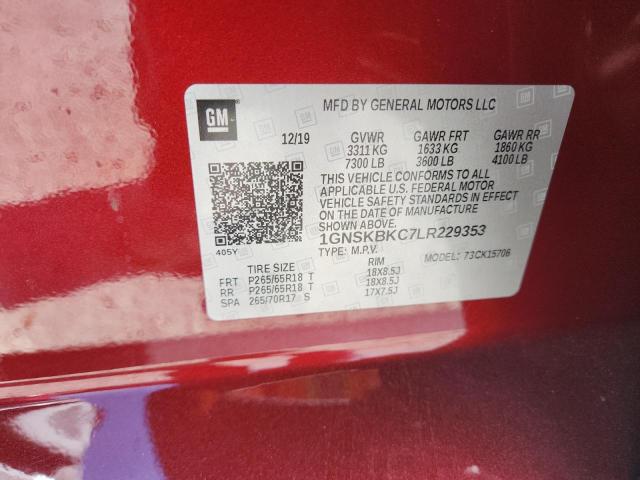 GM
MFD BY GENERAL MOTORS LLC
12/19 GVWR GAWR FRT GAWR RR
3311 KG 1633 KG 1860 KG
7300 LB 3600 LB 4100 LB
THIS VEHICLE CONFORMS TO ALL
APPLICABLE U.S. FEDERAL MOTOR
VEHICLE SAFETY STANDARDS IN EFFECT
ON THE DATE OF MANUFACTURE
SHOWN ABOVE.
1GNSKBKC7LR229353
405Y
TYPE: M.P.V. MODEL: 73CK15706
TIRE SIZE RIM
FRT P265/65R18 T 18X8.5J
RR P265/65R18 T 18X8.5J
SPA 265/70R17 S 17X7.5J